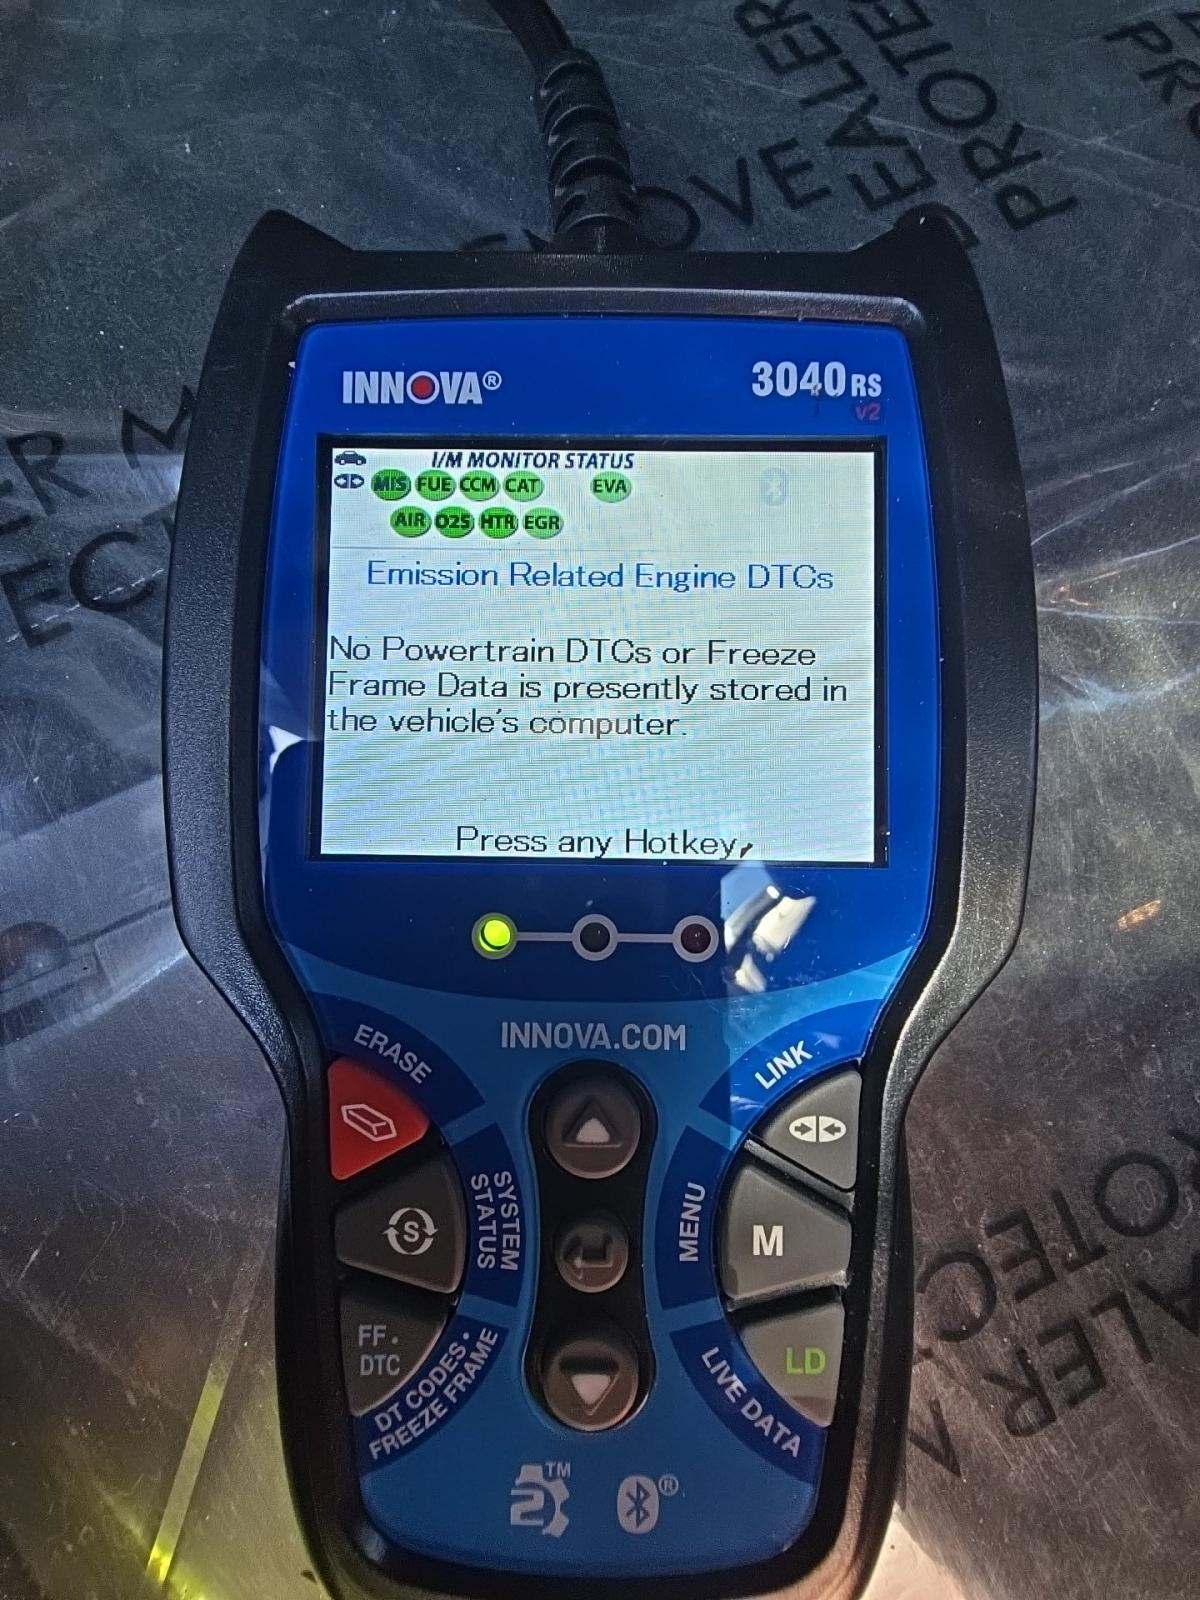 INNOVA®
3040RS
v2
I/M MONITOR STATUS
MIS FUE CCM CAT EVA
AIR O2S HTR EGR
Emission Related Engine DTCs
No Powertrain DTCs or Freeze
Frame Data is presently stored in
the vehicle's computer.
Press any Hotkey
INNOVA.COM
ERASE
LINK
SYSTEM
STATUS
S
MENU
M
FF.
DTC
DT CODES•
FREEZE FRAME
LIVE DATA
LD
2 TM
®